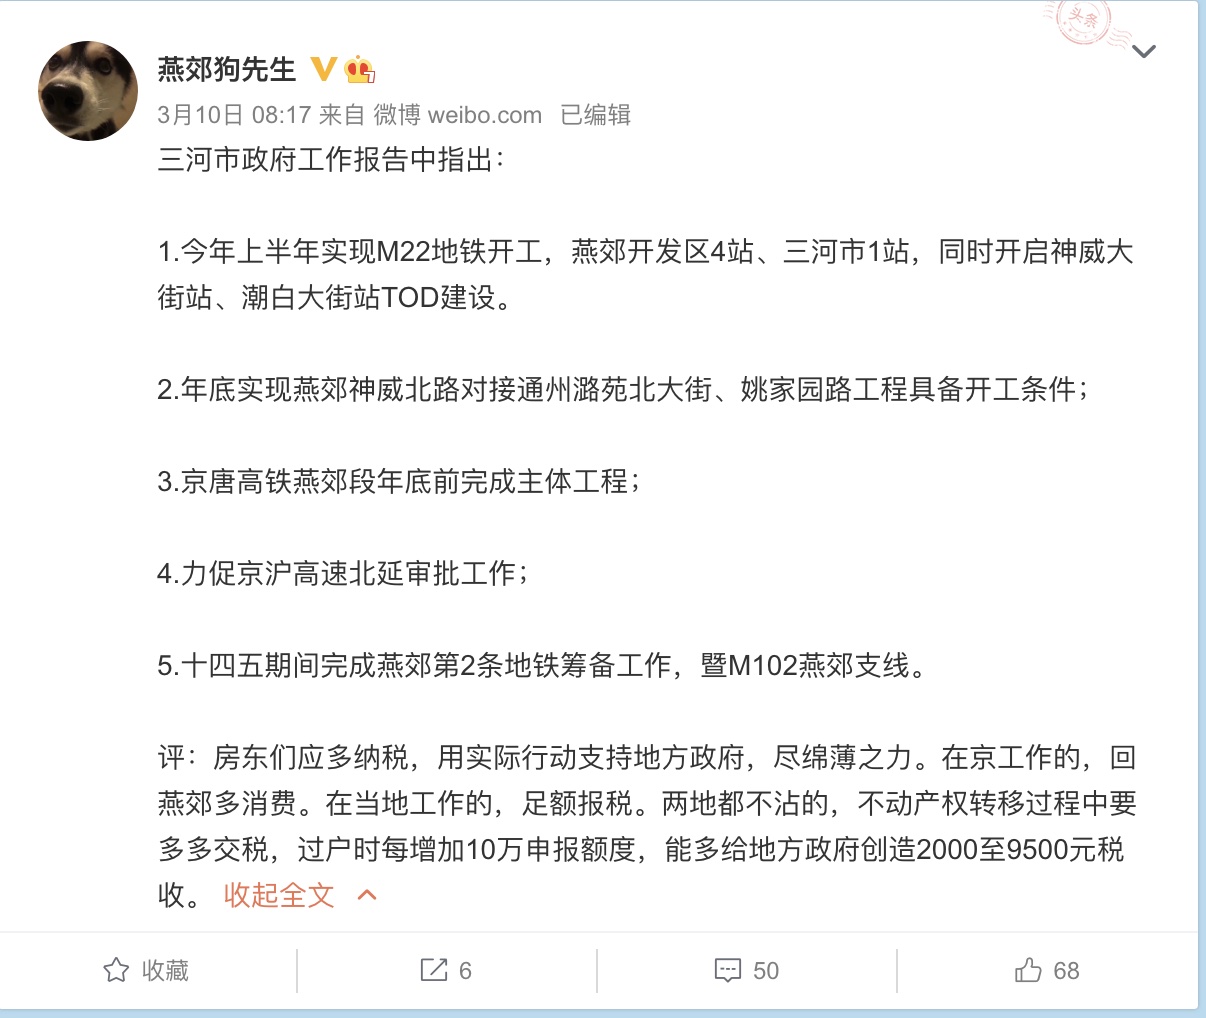 头条
燕郊狗先生
3月10日 08:17 来自 微博 weibo.com 已编辑
三河市政府工作报告中指出：
1.今年上半年实现M22地铁开工，燕郊开发区4站、三河市1站，同时开启神威大
街站、潮白大街站TOD建设。
2.年底实现燕郊神威北路对接通州潞苑北大街、姚家园路工程具备开工条件；
3.京唐高铁燕郊段年底前完成主体工程；
4.力促京沪高速北延审批工作；
5.十四五期间完成燕郊第2条地铁筹备工作，暨M102燕郊支线。
评：房东们应多纳税，用实际行动支持地方政府，尽绵薄之力。在京工作的，回
燕郊多消费。在当地工作的，足额报税。两地都不沾的，不动产权转移过程中要
多多交税，过户时每增加10万申报额度，能多给地方政府创造2000至9500元税
收。 收起全文
收藏 6 50 68